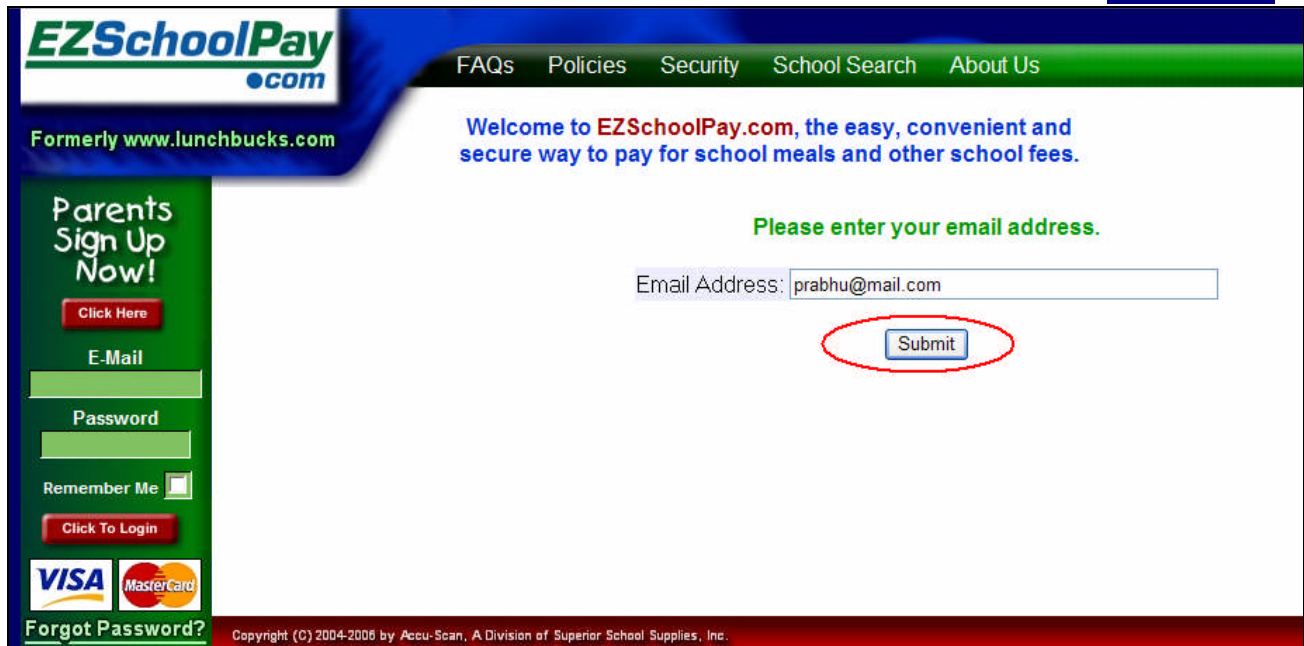 EZSchoolPay
●com
FAQs Policies Security School Search About Us
Formerly www.lunchbucks.com
Welcome to EZSchoolPay.com, the easy, convenient and
secure way to pay for school meals and other school fees.
Parents
Sign Up
Now!
Click Here
Please enter your email address.
Email Address: prabhu@mail.com
Submit
E-Mail
Password
Remember Me
Click To Login
VISA MasterCard
Forgot Password?
Copyright (C) 2004-2006 by Accu-Scan, A Division of Superior School Supplies, Inc.